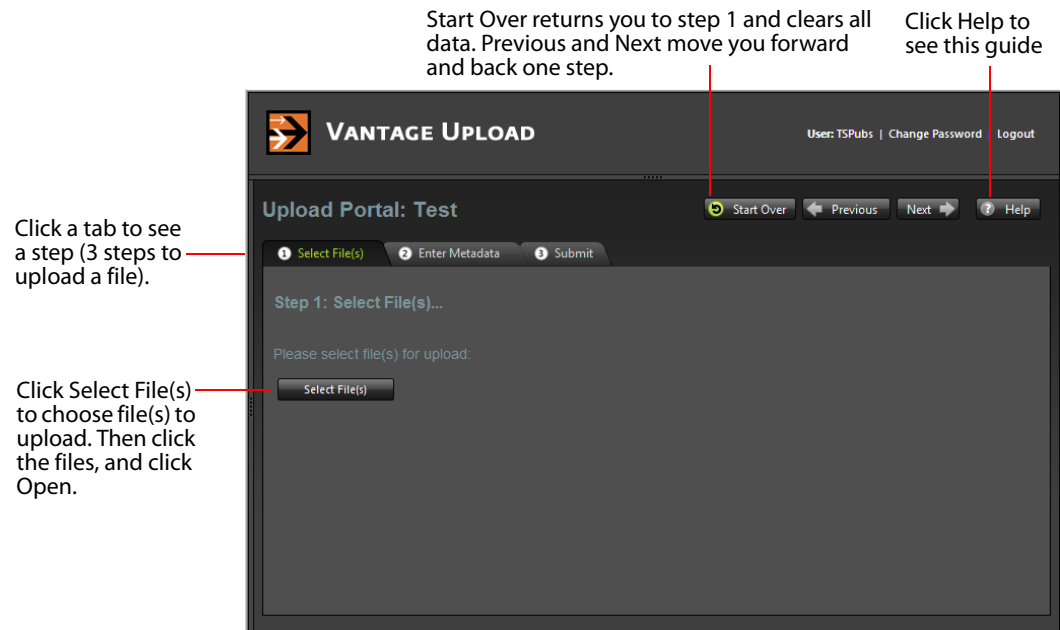 Start Over returns you to step 1 and clears all
data. Previous and Next move you forward
and back one step.
Click Help to
see this guide
VANTAGE UPLOAD
User: TSPubs | Change Password | Logout
Upload Portal: Test
Start Over
Previous
Next
? Help
Click a tab to see
a step (3 steps to
upload a file).
1 Select File(s)
2 Enter Metadata
3 Submit
Step 1: Select File(s)...
Please select file(s) for upload:
Select File(s)
Click Select File(s)
to choose file(s) to
upload. Then click
the files, and click
Open.